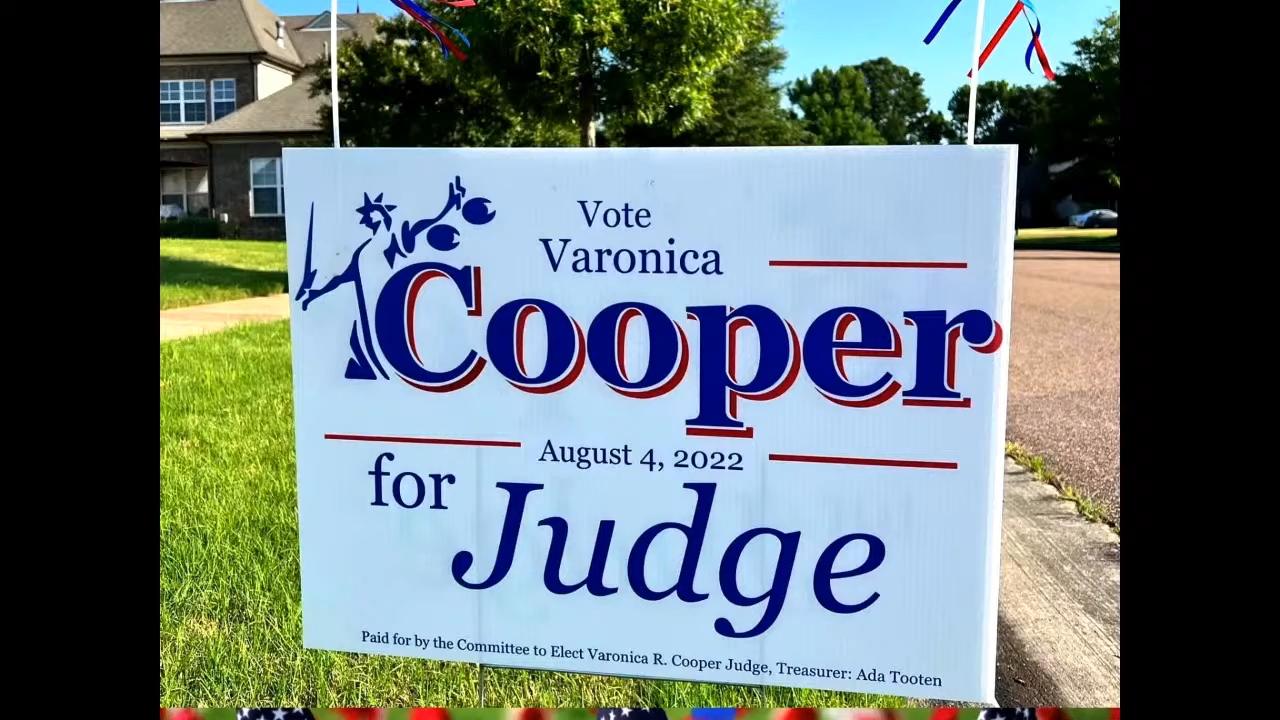 Vote
Varonica
Cooper
August 4, 2022
for Judge
Paid for by the Committee to Elect Varonica R. Cooper Judge, Treasurer: Ada Tooten